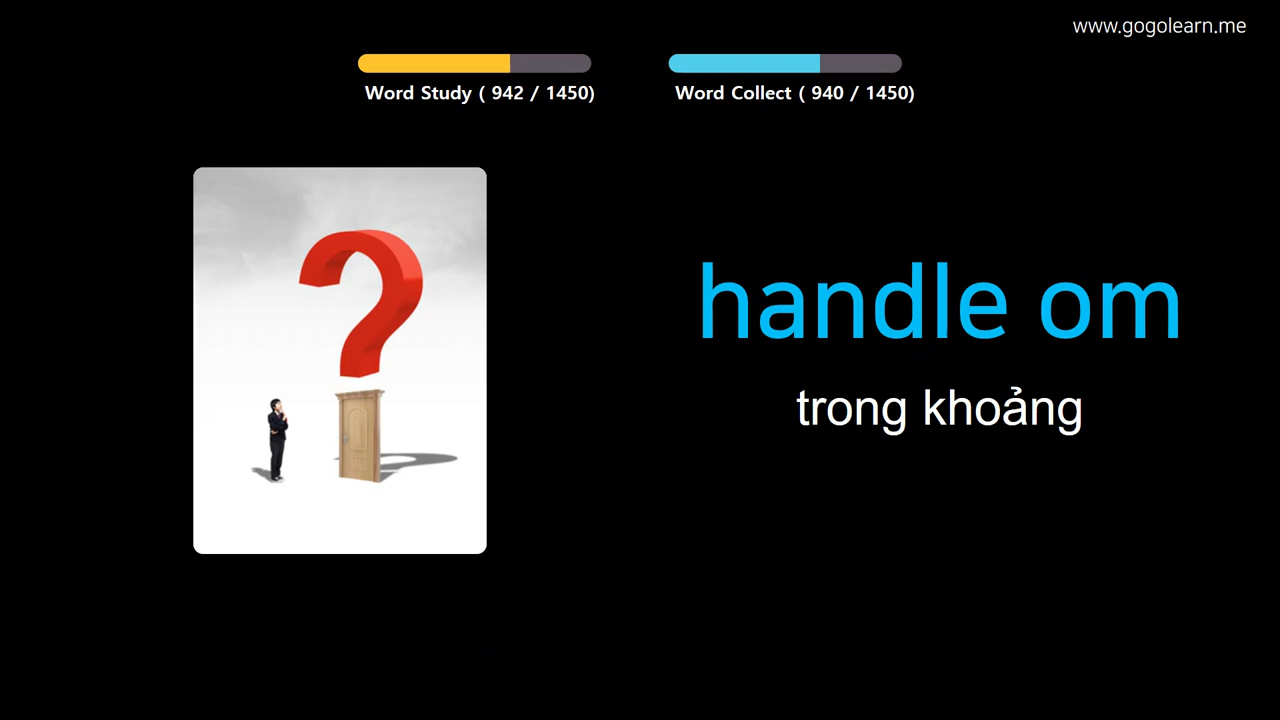 www.gogolearn.me
Word Study ( 942 / 1450)
Word Collect ( 940 / 1450)
handle om
trong khoảng